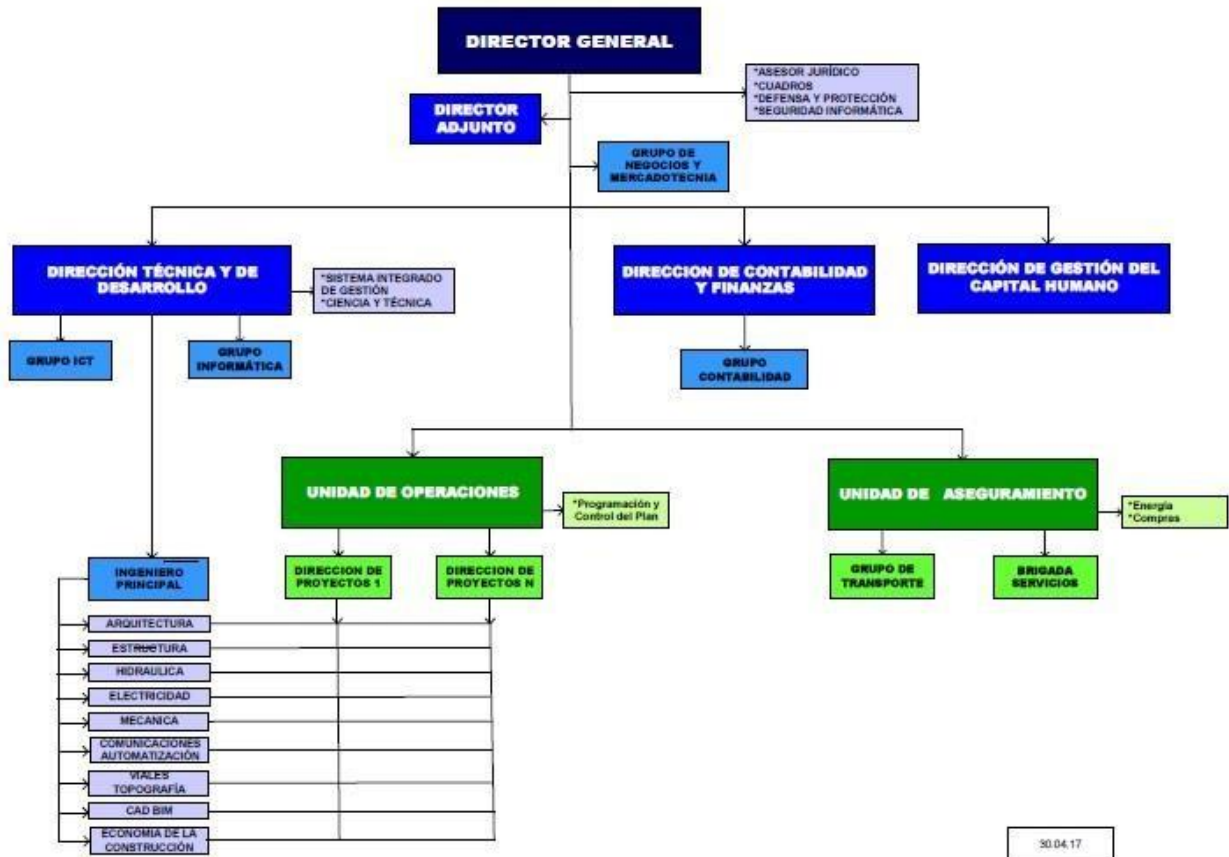 DIRECTOR GENERAL
*ASESOR JURÍDICO
*CUADROS
*DEFENSA Y PROTECCIÓN
*SEGURIDAD INFORMÁTICA
DIRECTOR
ADJUNTO
GRUPO DE
NEGOCIOS Y
MERCADOTECNIA
DIRECCIÓN TÉCNICA Y DE
DESARROLLO
*SISTEMA INTEGRADO
DE GESTIÓN
*CIENCIA Y TÉCNICA
DIRECCION DE CONTABILIDAD
Y FINANZAS
DIRECCIÓN DE GESTIÓN DEL
CAPITAL HUMANO
GRUPO ICT
GRUPO
INFORMÁTICA
GRUPO
CONTABILIDAD
UNIDAD DE OPERACIONES
*Programación y
Control del Plan
UNIDAD DE ASEGURAMIENTO
*Energía
*Compras
INGENIERO
PRINCIPAL
DIRECCION DE
PROYECTOS 1
DIRECCION DE
PROYECTOS N
GRUPO DE
TRANSPORTE
BRIGADA
SERVICIOS
ARQUITECTURA
ESTRUCTURA
HIDRAULICA
ELECTRICIDAD
MECANICA
COMUNICACIONES
AUTOMATIZACIÓN
VIALES
TOPOGRAFÍA
CAD BIM
ECONOMIA DE LA
CONSTRUCCIÓN
30.04.17